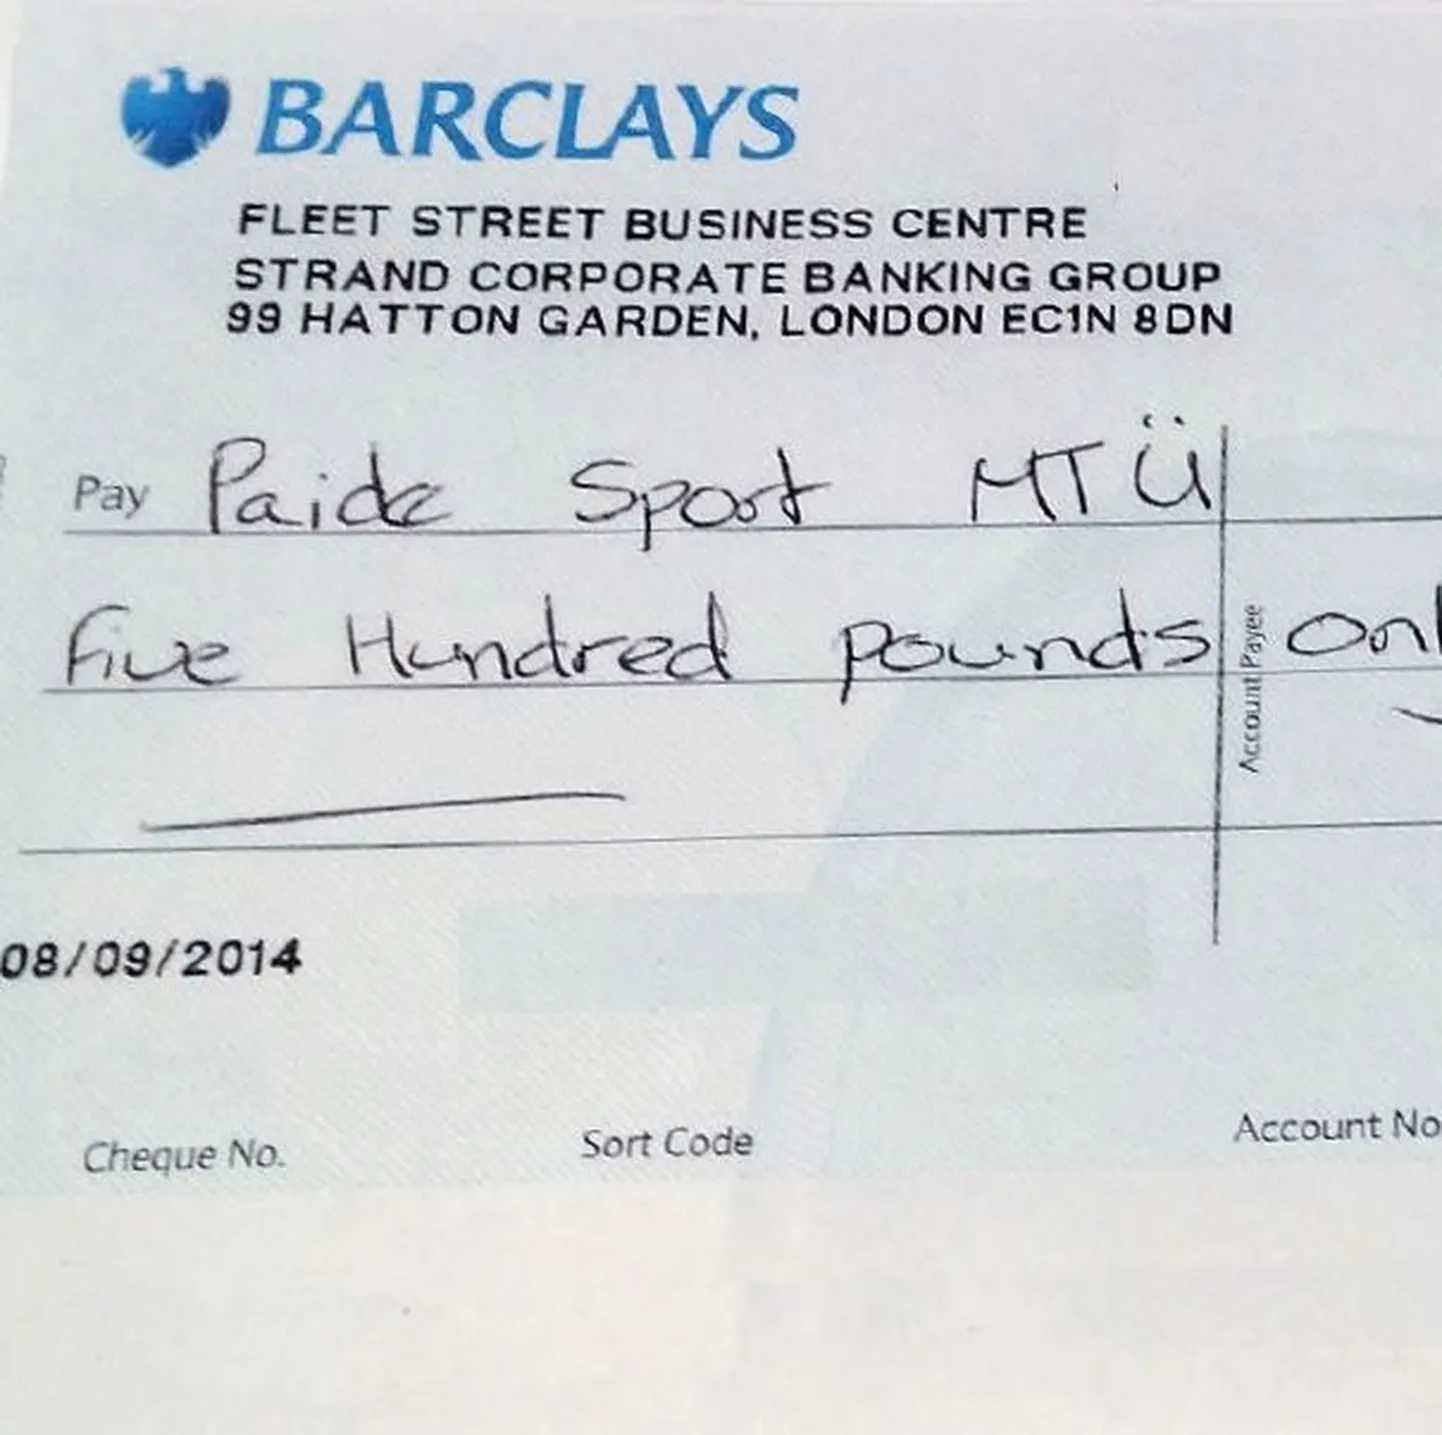 BARCLAYS
FLEET STREET BUSINESS CENTRE
STRAND CORPORATE BANKING GROUP
99 HATTON GARDEN, LONDON EC1N 8DN
Pay Paide Sport MTÜ
Five Hundred pounds Onl
Account Payee
08/09/2014
Cheque No. Sort Code Account No